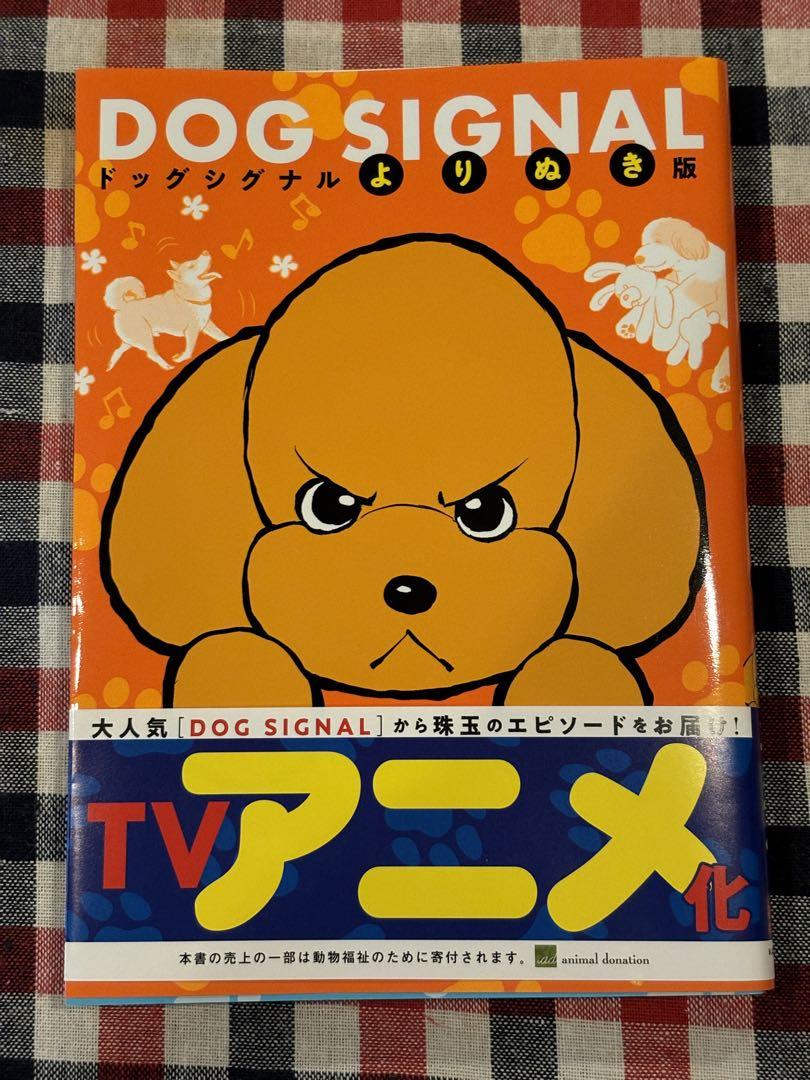 DOG SIGNAL
ドッグシグナルよりぬき版
大人気[DOG SIGNAL]から珠玉のエピソードをお届け!
TVアニメ化
本書の売上の一部は動物福祉のために寄付されます。 animal donation